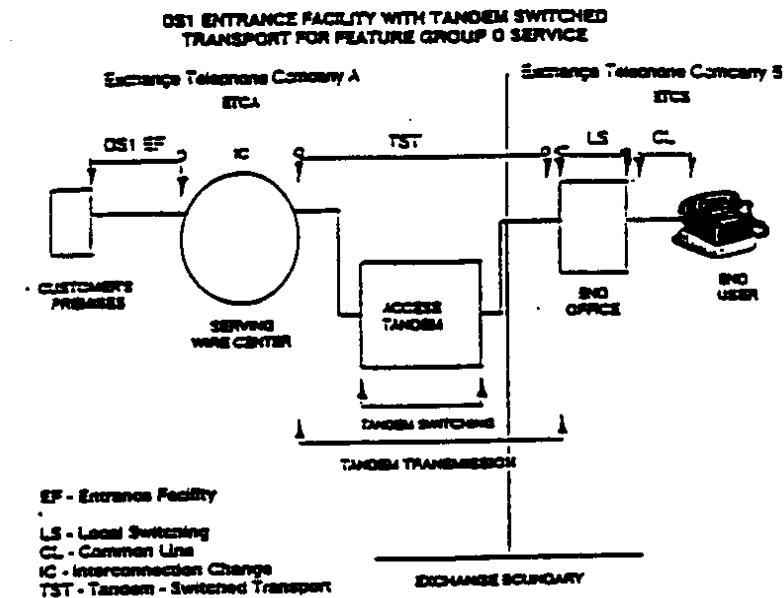 DS1 ENTRANCE FACILITY WITH TANDEM SWITCHED
TRANSPORT FOR FEATURE GROUP D SERVICE
Exchange Telephone Company A
ETCA
Exchange Telephone Company B
ETCB
DS1 EF
IC
TST
LS
CL
CUSTOMER'S
PREMISES
SERVING
WIRE CENTER
ACCESS
TANDEM
END
OFFICE
END
USER
TANDEM SWITCHING
TANDEM TRANSMISSION
EF - Entrance Facility
LS - Local Switching
CL - Common Line
IC - Interconnection Change
TST - Tandem - Switched Transport
EXCHANGE BOUNDARY